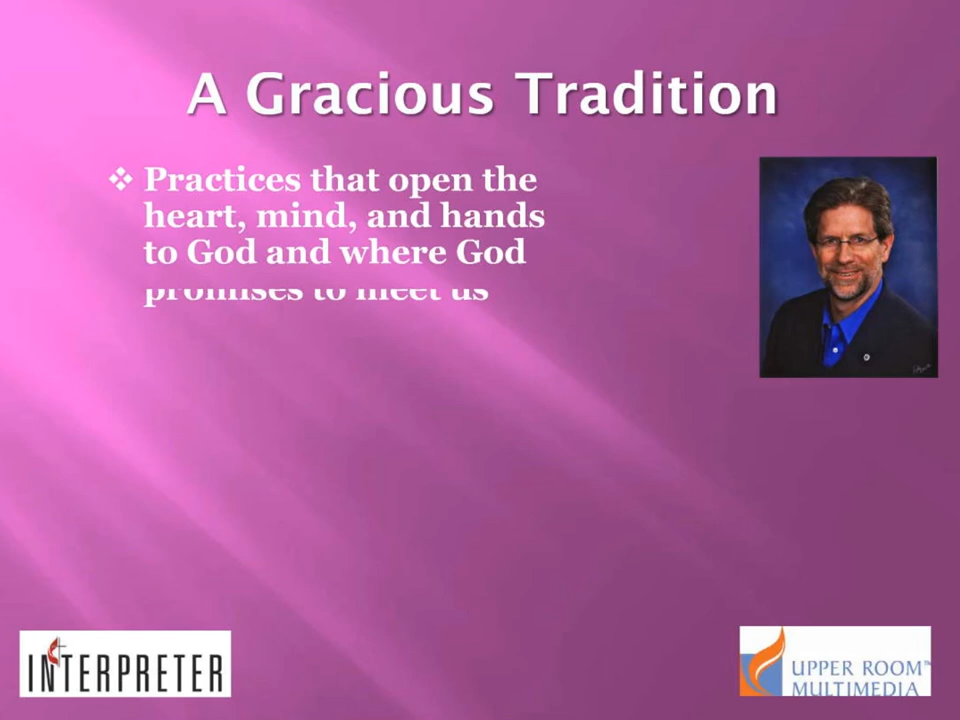 A Gracious Tradition
❖ Practices that open the
heart, mind, and hands
to God and where God
promises to meet us
INTERPRETER
UPPER ROOM™
MULTIMEDIA